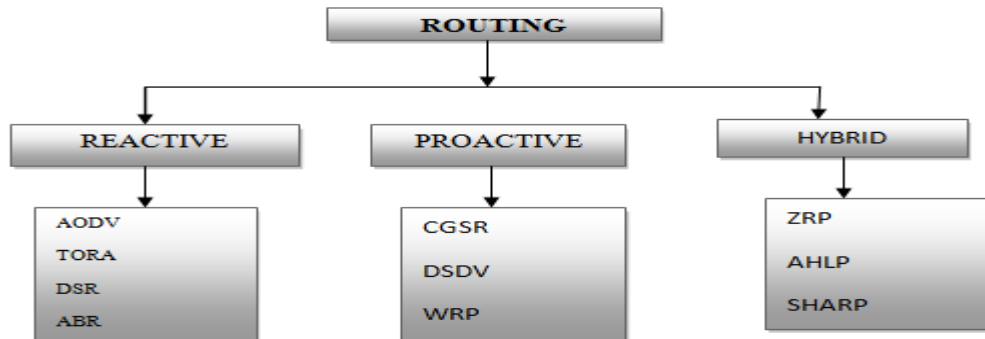 ROUTING
REACTIVE
PROACTIVE
HYBRID
AODV
TORA
DSR
ABR
CGSR
DSDV
WRP
ZRP
AHLP
SHARP